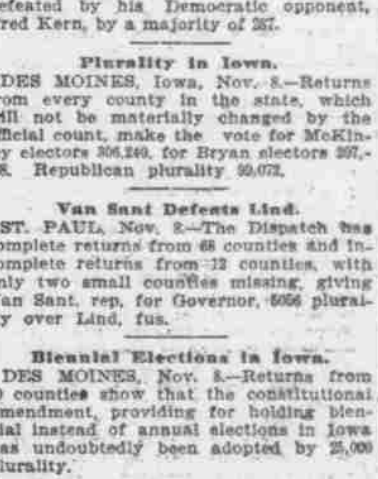 efeated by his Democratic opponent,
red Kern, by a majority of 267.
Plurality in Iowa.
DES MOINES, Iowa, Nov. 8.—Returns
rom every county in the state, which
ill not be materially changed by the
fficial count, make the vote for McKin-
ey electors 306,240, for Bryan electors
8. Republican plurality 99,072.
Van Sant Defeats Lind.
ST. PAUL, Nov. 8.—The Dispatch has
omplete returns from 68 counties and in-
omplete returns from 12 counties, with
nly two small counties missing, giving
an Sant, rep. for Governor, plurali-
y over Lind, fus.
Biennial Elections in Iowa.
DES MOINES, Nov. 8.—Returns from
counties show that the constitutional
mendment, providing for holding bien-
ial instead of annual elections in Iowa
as undoubtedly been adopted by 25,000
lurality.